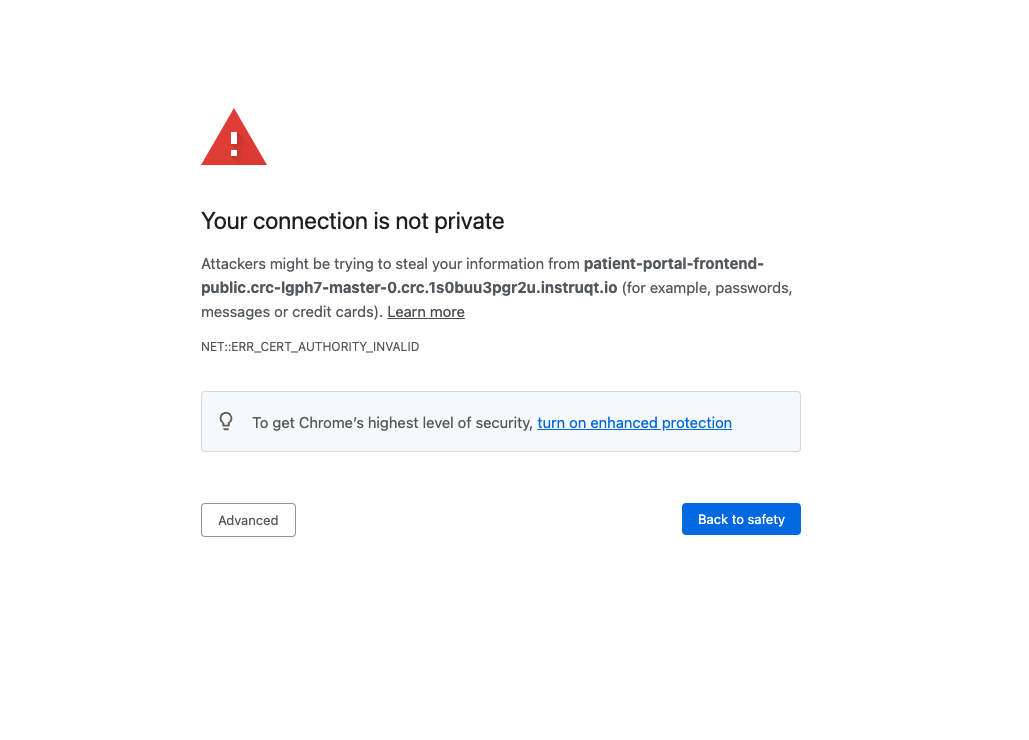 Your connection is not private
Attackers might be trying to steal your information from patient-portal-frontend-
public.crc-lgph7-master-0.crc.1s0buu3pgr2u.instruqt.io (for example, passwords,
messages or credit cards). Learn more
NET::ERR_CERT_AUTHORITY_INVALID
To get Chrome’s highest level of security, turn on enhanced protection
Advanced
Back to safety